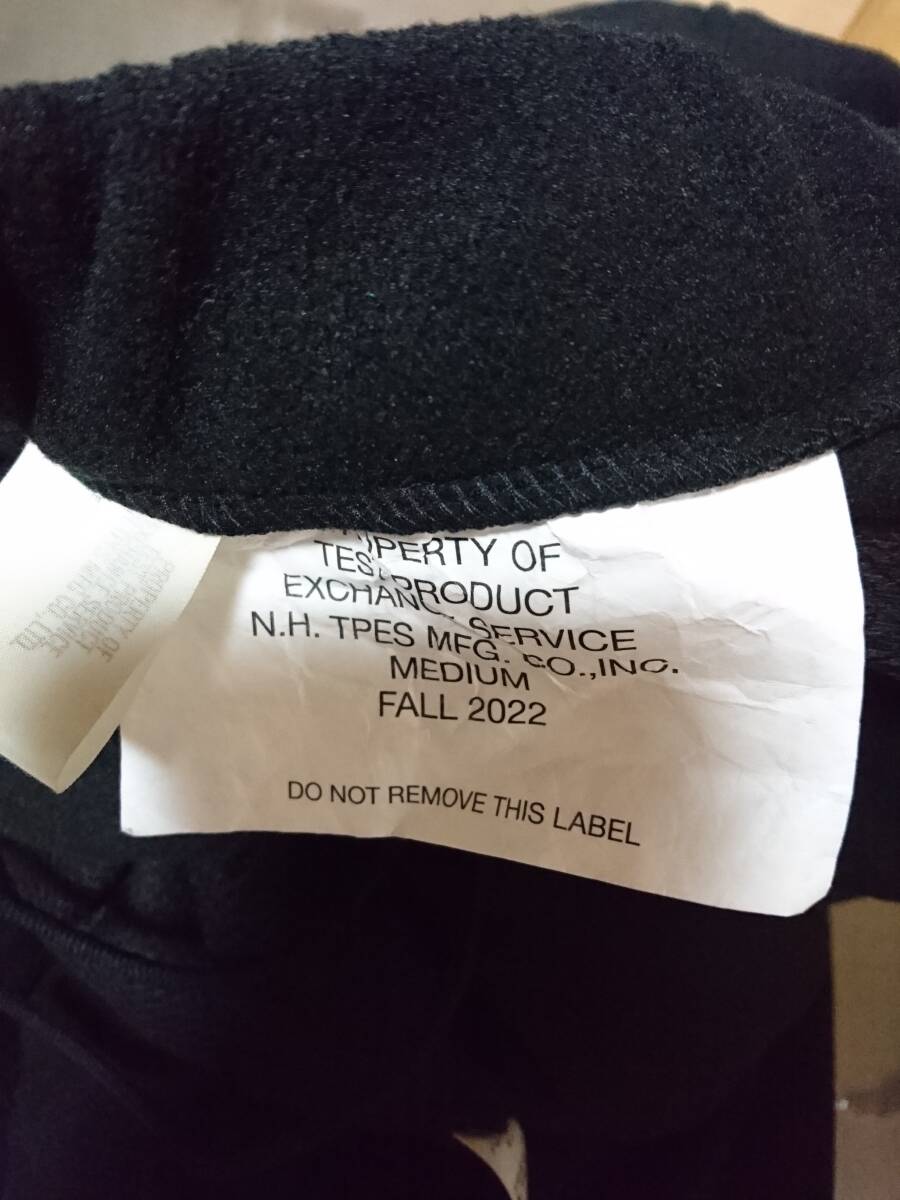 PERTY OF
TEST PRODUCT
EXCHANGE SERVICE
N.H. TPES MFG. CO.,INC.
MEDIUM
FALL 2022
DO NOT REMOVE THIS LABEL